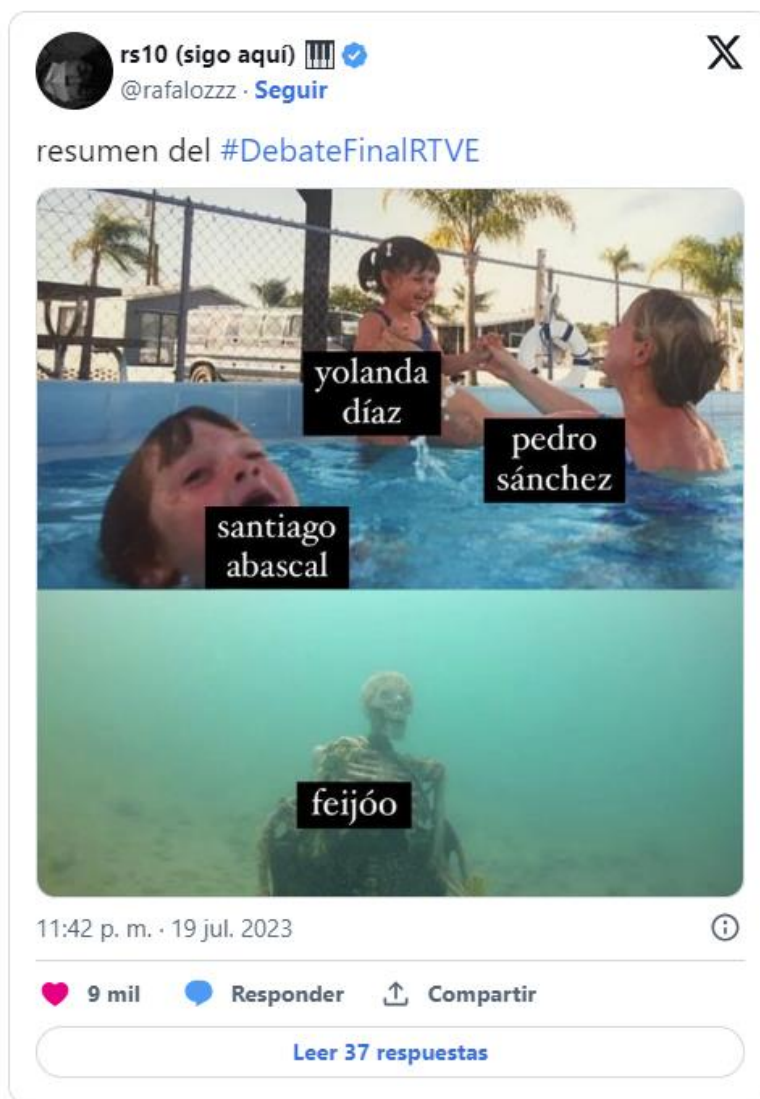 rs10 (sigo aquí) 🎹
@rafalozzz · Seguir
resumen del #DebateFinalRTVE
yolanda
díaz
pedro
sánchez
santiago
abascal
feijóo
11:42 p. m. · 19 jul. 2023
9 mil Responder Compartir
Leer 37 respuestas